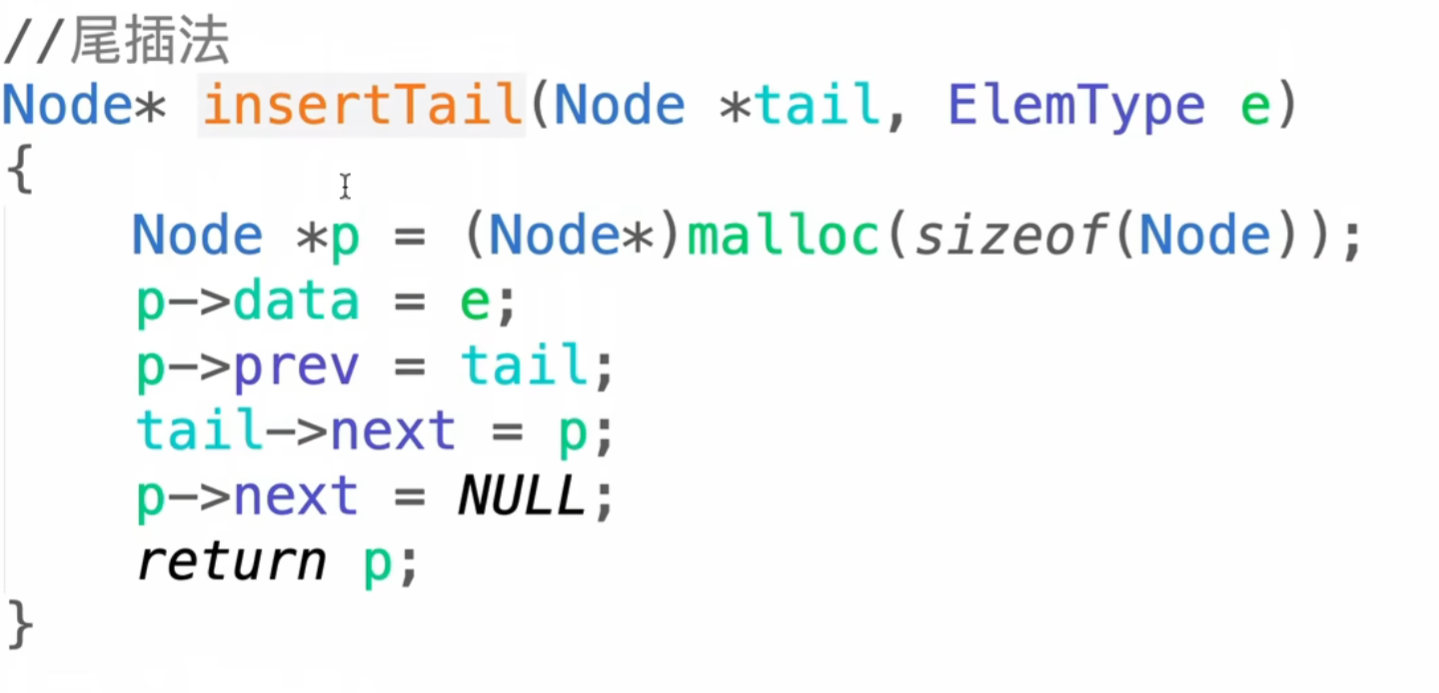 //尾插法
Node* insertTail(Node *tail, ElemType e)
{
    Node *p = (Node*)malloc(sizeof(Node));
    p->data = e;
    p->prev = tail;
    tail->next = p;
    p->next = NULL;
    return p;
}